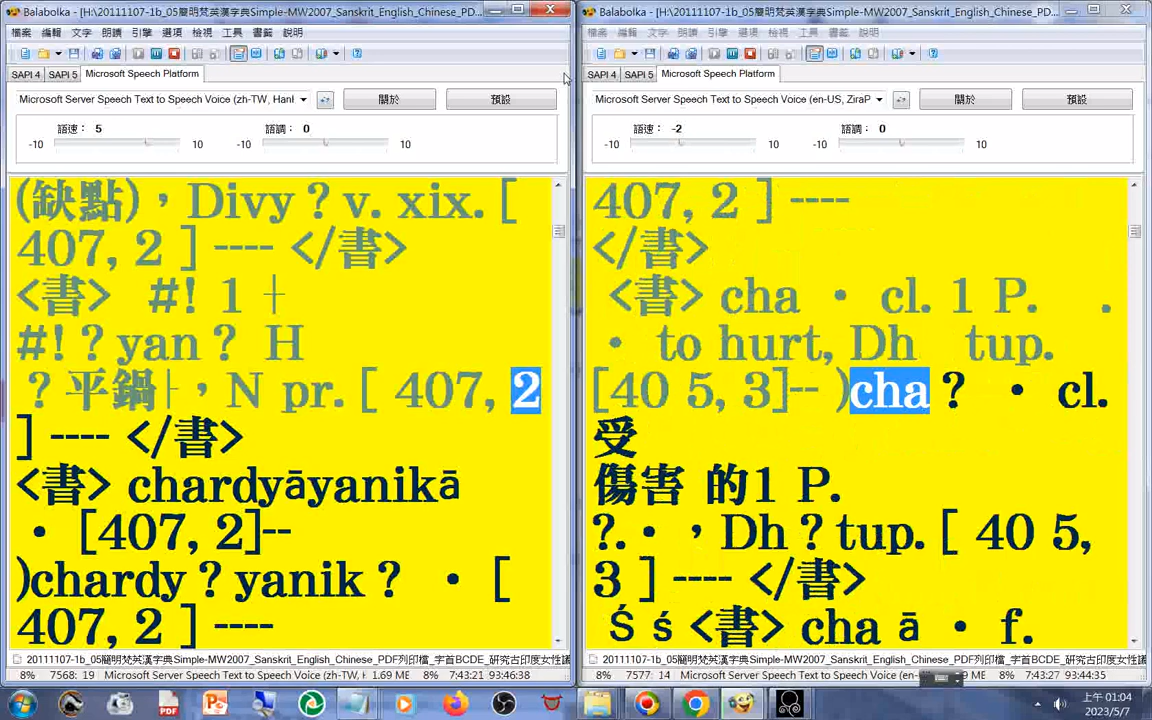 Balabolka - [H:\20111107-1b_05簡明梵英漢字典Simple-MW2007_Sanskrit_English_Chinese_PD...
檔案 編輯 文字 朗讀 引擎 選項 檢視 工具 書籤 說明
SAPI 4 SAPI 5 Microsoft Speech Platform
Microsoft Server Speech Text to Speech Voice (zh-TW, HanH 關於 預設
語速： 5 語調： 0
-10 10 -10 10
(缺點)，Divy？v. xix. [
407, 2 ] ---- </書>
<書> #! 1 ┼
#!？yan？ H
？平鍋├，N pr. [ 407, 2
] ---- </書>
<書> chardyāyanikā
• [407, 2]--
)chardy？yanik？ • [
407, 2 ] ----
20111107-1b_05簡明梵英漢字典Simple-MW2007_Sanskrit_English_Chinese_PDF列印檔_字首BCDE_研究古印度女性議
8% 7568: 19 Microsoft Server Speech Text to Speech Voice (zh-TW, H 1.69 MB 8% 7:43:21 93:46:38
Balabolka - [H:\20111107-1b_05簡明梵英漢字典Simple-MW2007_Sanskrit_English_Chinese_PDF...
檔案 編輯 文字 朗讀 引擎 選項 檢視 工具 書籤 說明
SAPI 4 SAPI 5 Microsoft Speech Platform
Microsoft Server Speech Text to Speech Voice (en-US, ZiraP 關於 預設
語速： -2 語調： 0
-10 10 -10 10
407, 2 ] ----
</書>
<書> cha • cl. 1 P. .
• to hurt, Dh tup.
[40 5, 3]-- )cha？ • cl.
受
傷害 的1 P.
?.•，Dh？tup. [ 40 5,
3 ] ---- </書>
Ś ś <書> cha ā • f.
20111107-1b_05簡明梵英漢字典Simple-MW2007_Sanskrit_English_Chinese_PDF列印檔_字首BCDE_研究古印度女性議
8% 7577: 14 Microsoft Server Speech Text to Speech Voice (en-US 8% 7:43:27 93:44:35
上午 01:04
2023/5/7